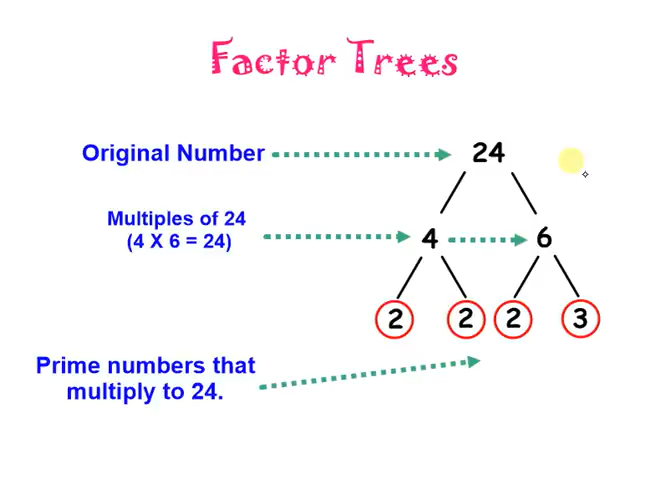 Factor Trees
Original Number 24
Multiples of 24
(4 X 6 = 24)
4 6
2 2 2 3
Prime numbers that
multiply to 24.